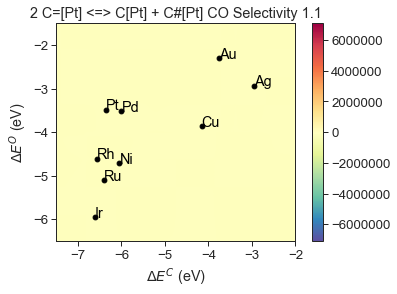 2 C=[Pt] <=> C[Pt] + C#[Pt] CO Selectivity 1.1
ΔE^O (eV)
−2
−3
−4
−5
−6
Au
Ag
Pt
Pd
Cu
Rh
Ni
Ru
Ir
−7
−6
−5
−4
−3
−2
ΔE^C (eV)
6000000
4000000
2000000
0
−2000000
−4000000
−6000000